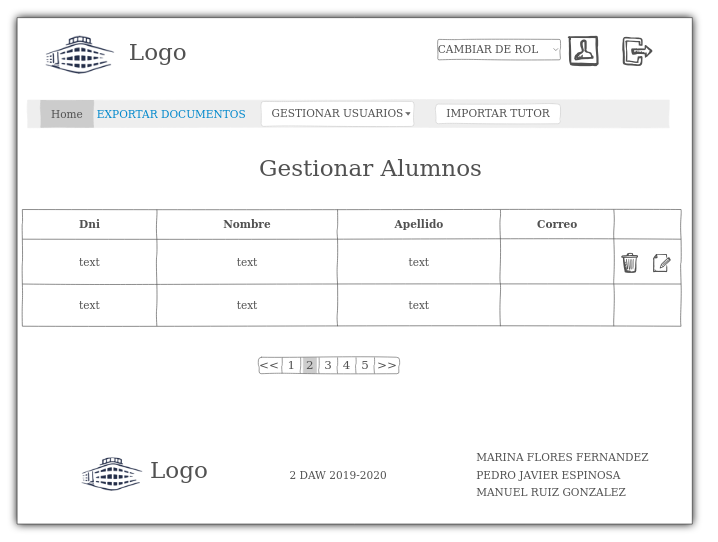 Logo
CAMBIAR DE ROL
Home EXPORTAR DOCUMENTOS GESTIONAR USUARIOS IMPORTAR TUTOR
Gestionar Alumnos
Dni Nombre Apellido Correo
text text text
text text text
<< 1 2 3 4 5 >>
Logo
2 DAW 2019-2020
MARINA FLORES FERNANDEZ
PEDRO JAVIER ESPINOSA
MANUEL RUIZ GONZALEZ